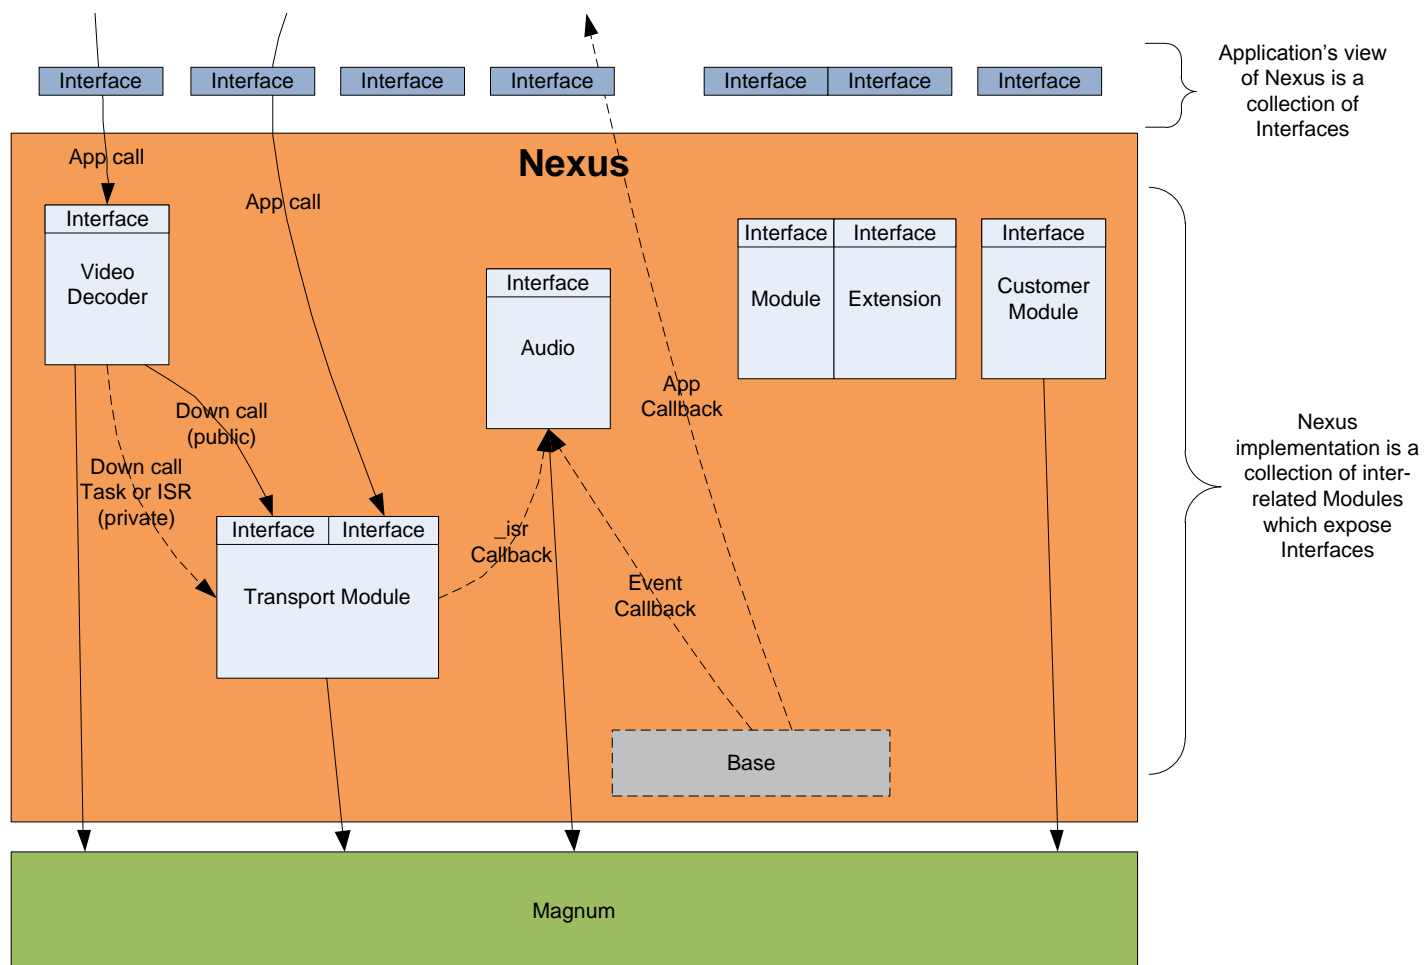 Interface
Interface
Interface
Interface
Interface
Interface
Interface
Application's view
of Nexus is a
collection of
Interfaces
Nexus
App call
App call
Interface
Video
Decoder
Interface
Audio
Interface
Interface
Module
Extension
Interface
Customer
Module
App
Callback
Down call
(public)
Down call
Task or ISR
(private)
Interface
Interface
Transport Module
_isr
Callback
Event
Callback
Nexus
implementation is a
collection of inter-
related Modules
which expose
Interfaces
Base
Magnum